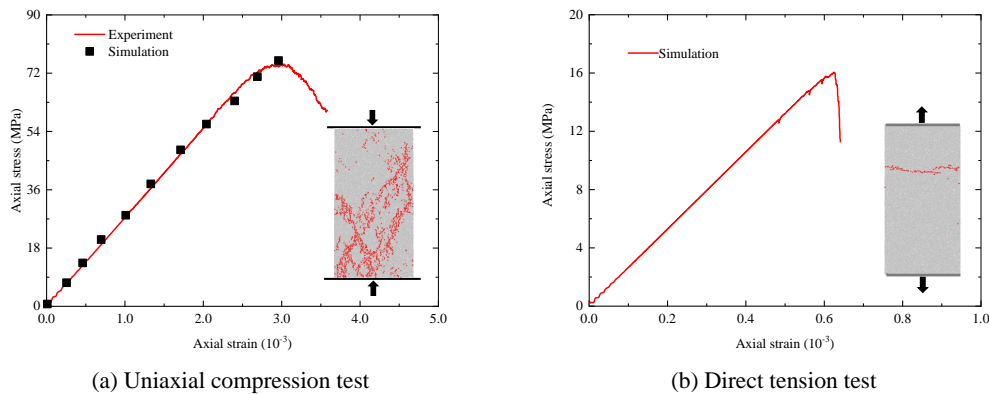 90
72
54
36
18
0
Axial stress (MPa)
Experiment
Simulation
0.0 1.0 2.0 3.0 4.0 5.0
Axial strain (10-3)
(a) Uniaxial compression test
20
16
12
8
4
0
Axial stress (MPa)
Simulation
0.0 0.2 0.4 0.6 0.8 1.0
Axial strain (10-3)
(b) Direct tension test